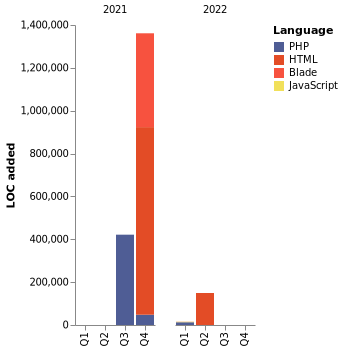 2021 2022
Language
PHP
HTML
Blade
JavaScript
LOC added
1,400,000
1,200,000
1,000,000
800,000
600,000
400,000
200,000
0
Q1 Q2 Q3 Q4 Q1 Q2 Q3 Q4